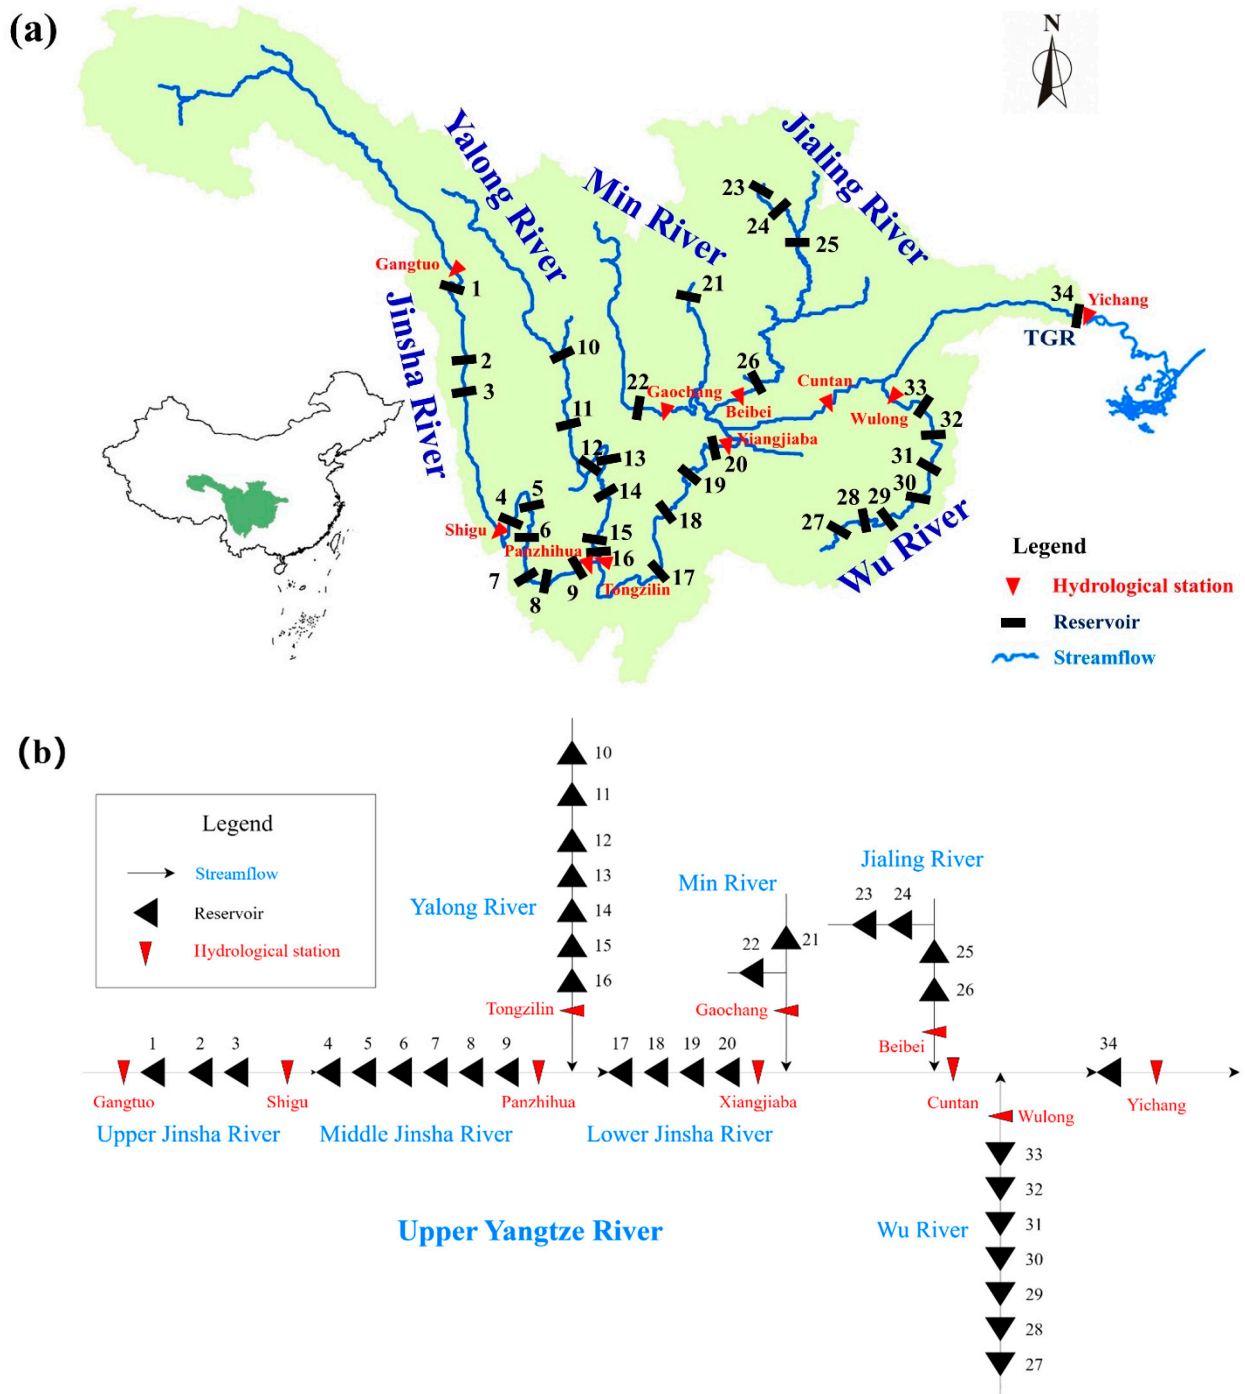 (a)
N
Yalong River
Min River
Jialing River
Jinsha River
Wu River
Gangtuo
1
2
3
4
5
6
7
8
9
10
11
12
13
14
15
16
17
18
19
20
21
22
23
24
25
26
27
28
29
30
31
32
33
34
Shigu
Panzhihua
Tongzilin
Gaochang
Beibei
Xiangjiaba
Cuntan
Wulong
Yichang
TGR
Legend
Hydrological station
Reservoir
Streamflow
(b)
Legend
Streamflow
Reservoir
Hydrological station
10
11
12
13
14
15
16
Yalong River
Tongzilin
Min River
21
22
Gaochang
Jialing River
23
24
25
26
Beibei
1
2
3
4
5
6
7
8
9
17
18
19
20
34
Gangtuo
Shigu
Panzhihua
Xiangjiaba
Cuntan
Wulong
Yichang
Upper Jinsha River
Middle Jinsha River
Lower Jinsha River
33
32
31
30
29
28
27
Wu River
Upper Yangtze River